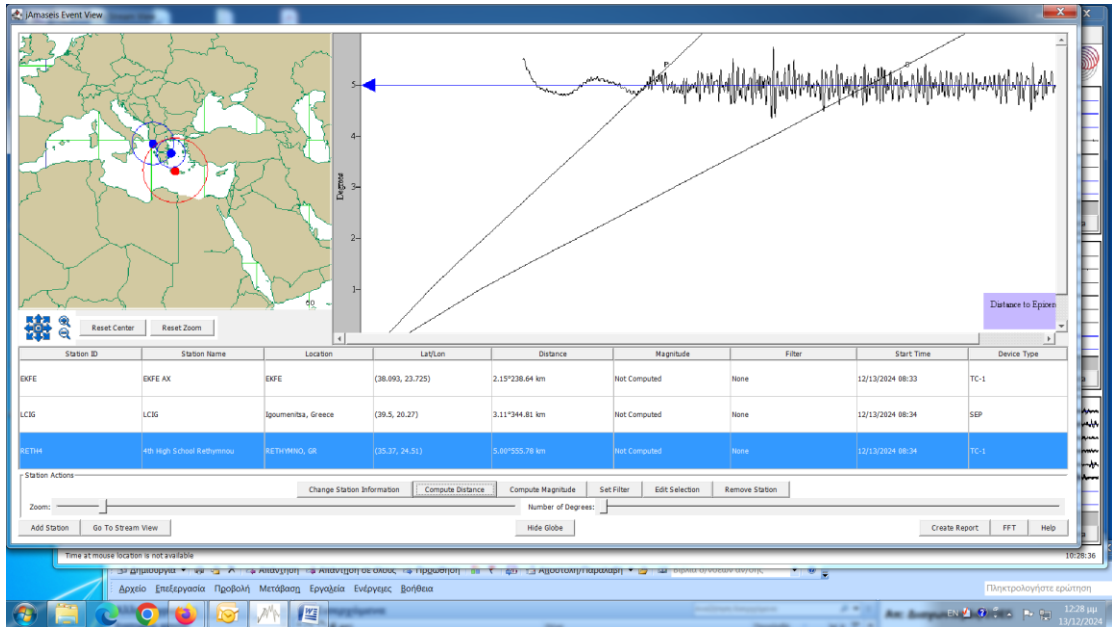 jAmaseis Event View
60
Degrees
5
4
3
2
1
P
S
Distance to Epicen
Reset Center Reset Zoom
Station ID Station Name Location Lat/Lon Distance Magnitude Filter Start Time Device Type
EKFE EKFE AX EKFE (38.093, 23.725) 2.15°238.64 km Not Computed None 12/13/2024 08:33 TC-1
LCIG LCIG Igoumenitsa, Greece (39.5, 20.27) 3.11°344.81 km Not Computed None 12/13/2024 08:34 SEP
RETH4 4th High School Rethymnou RETHYMNO, GR (35.37, 24.51) 5.00°555.78 km Not Computed None 12/13/2024 08:34 TC-1
Station Actions
Change Station Information Compute Distance Compute Magnitude Set Filter Edit Selection Remove Station
Zoom: Number of Degrees:
Add Station Go To Stream View Hide Globe Create Report FFT Help
Time at mouse location is not available 10:28:36
Αρχείο Επεξεργασία Προβολή Μετάβαση Εργαλεία Ενέργειες Βοήθεια Πληκτρολογήστε ερώτηση
EN 12:28 μμ
13/12/2024